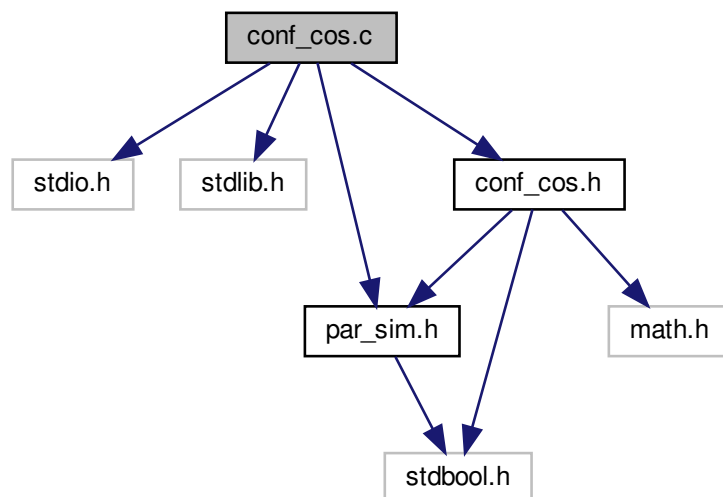 conf_cos.c
stdio.h
stdlib.h
conf_cos.h
par_sim.h
math.h
stdbool.h